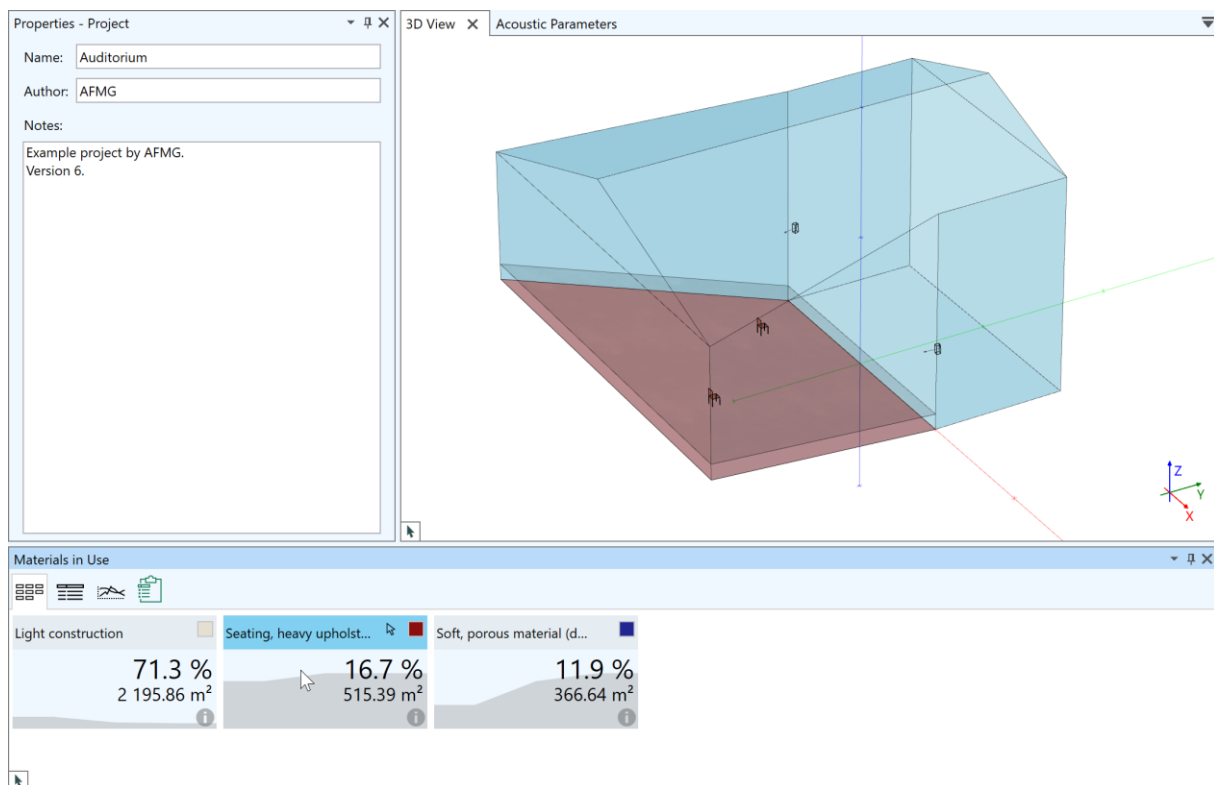 Properties - Project
Name: Auditorium
Author: AFMG
Notes:
Example project by AFMG.
Version 6.
3D View Acoustic Parameters
Z
Y
X
Materials in Use
Light construction
71.3 %
2 195.86 m²
Seating, heavy upholst...
16.7 %
515.39 m²
Soft, porous material (d...
11.9 %
366.64 m²